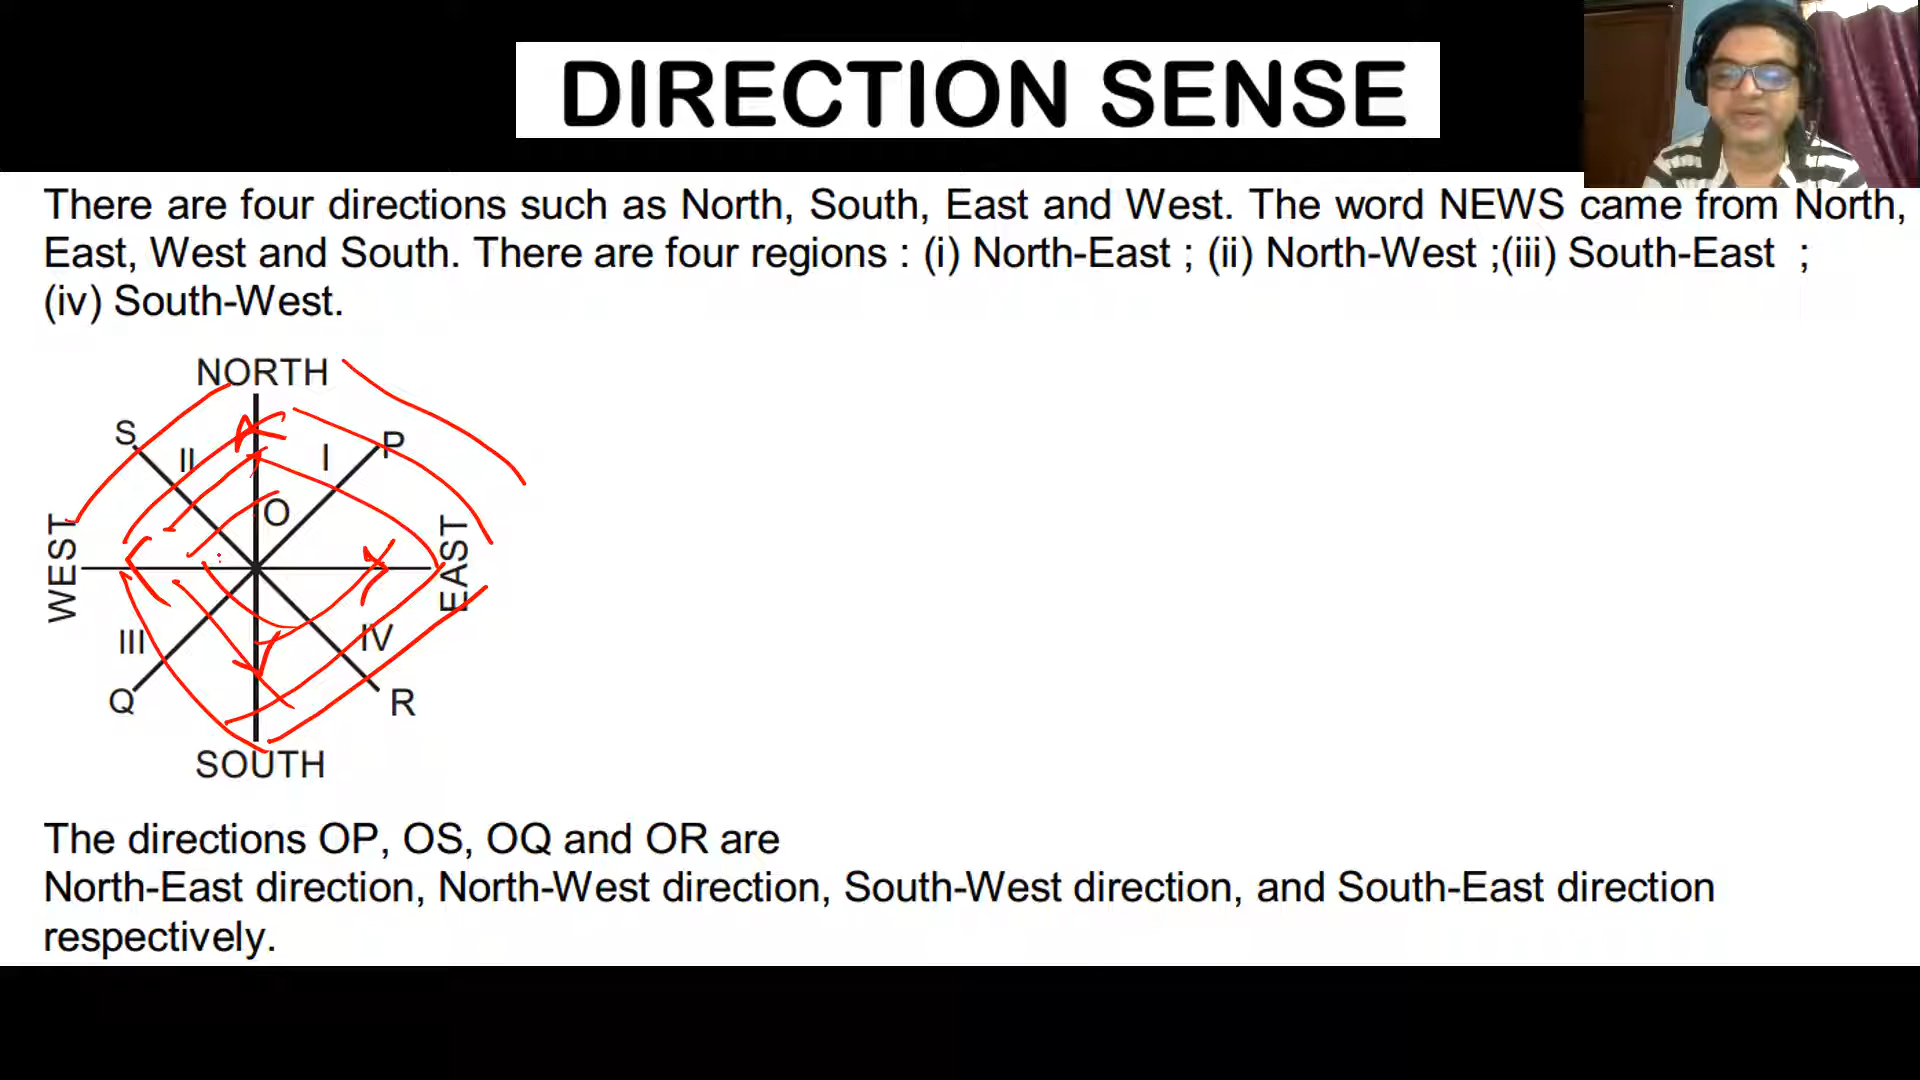 DIRECTION SENSE
There are four directions such as North, South, East and West. The word NEWS came from North,
East, West and South. There are four regions : (i) North-East ; (ii) North-West ;(iii) South-East ;
(iv) South-West.
NORTH
S
P
II
I
O
WEST
EAST
III
IV
Q
R
SOUTH
The directions OP, OS, OQ and OR are
North-East direction, North-West direction, South-West direction, and South-East direction
respectively.